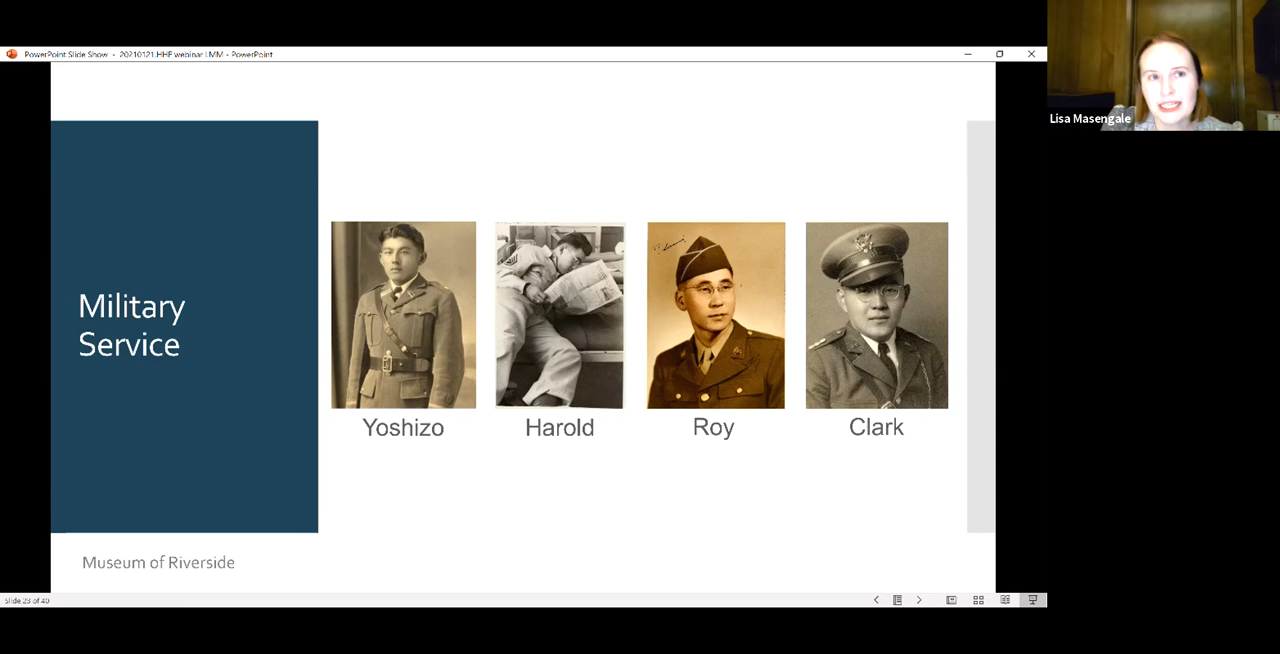 PowerPoint Slide Show - 20210121.HHF webinar LMM - PowerPoint
Lisa Masengale
Military
Service
Yoshizo
Harold
Roy
Clark
Museum of Riverside
Slide 23 of 40